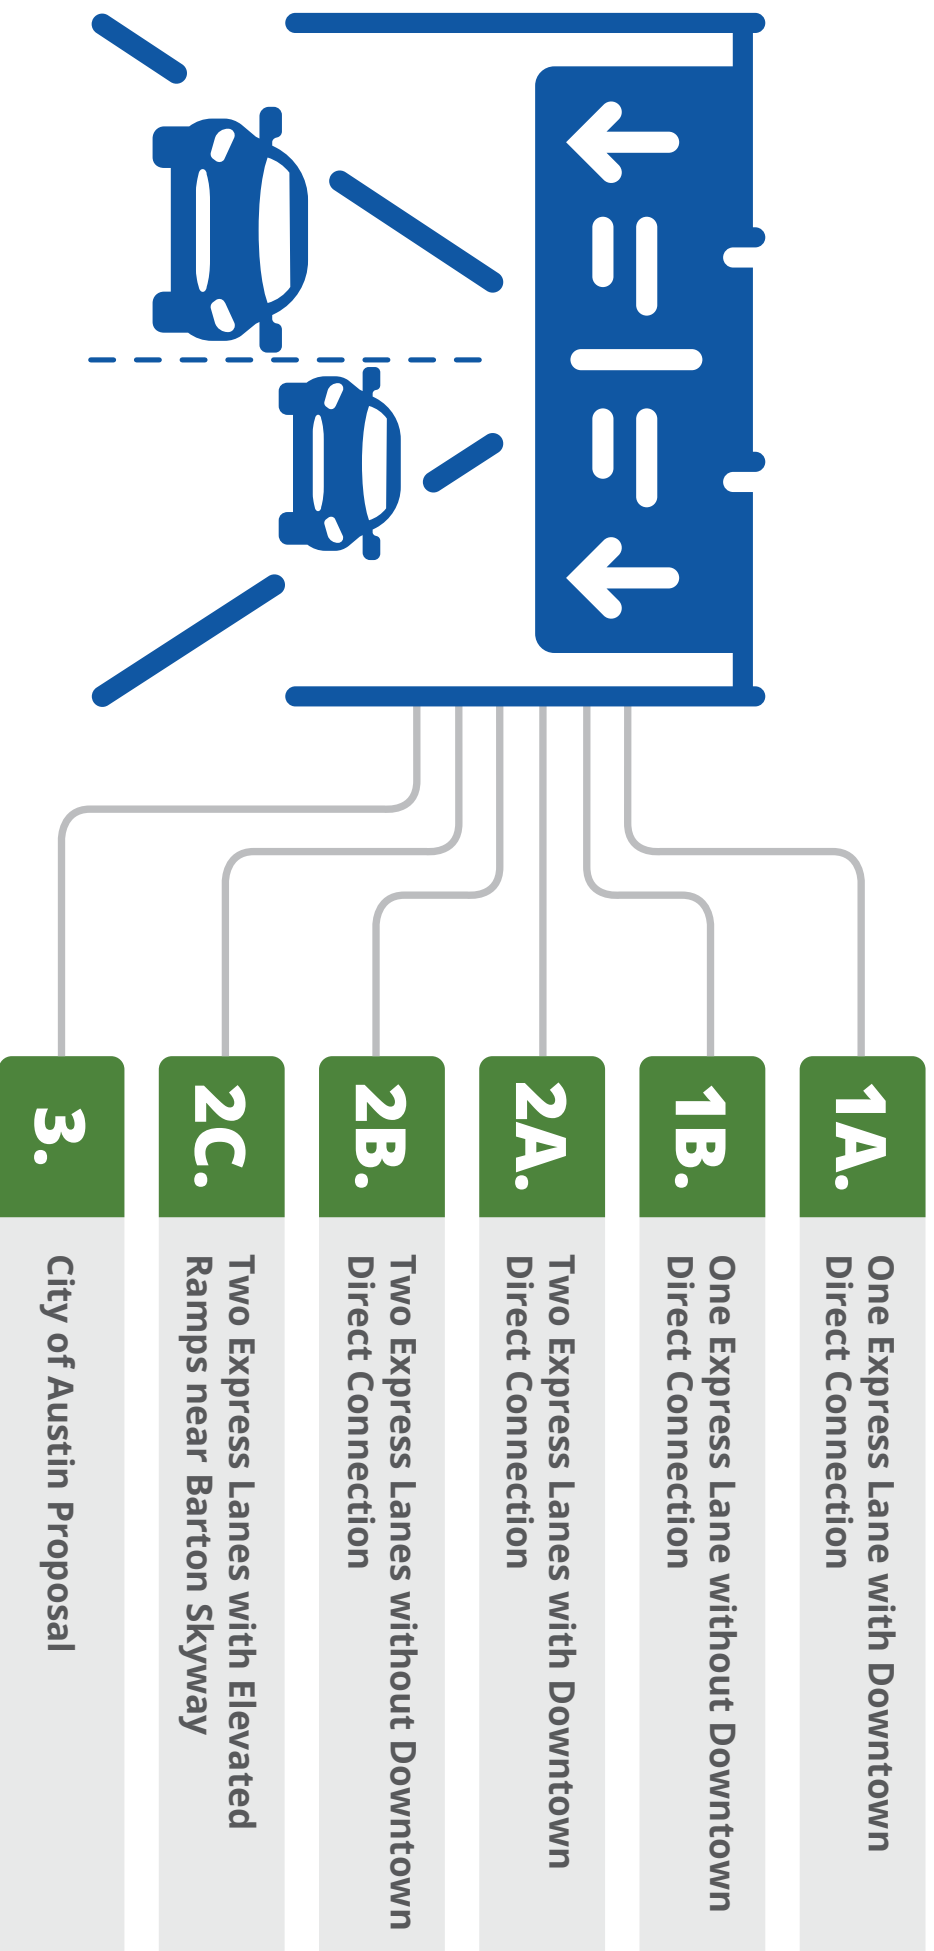 1A.
One Express Lane with Downtown
Direct Connection
1B.
One Express Lane without Downtown
Direct Connection
2A.
Two Express Lanes with Downtown
Direct Connection
2B.
Two Express Lanes without Downtown
Direct Connection
2C.
Two Express Lanes with Elevated
Ramps near Barton Skyway
3.
City of Austin Proposal